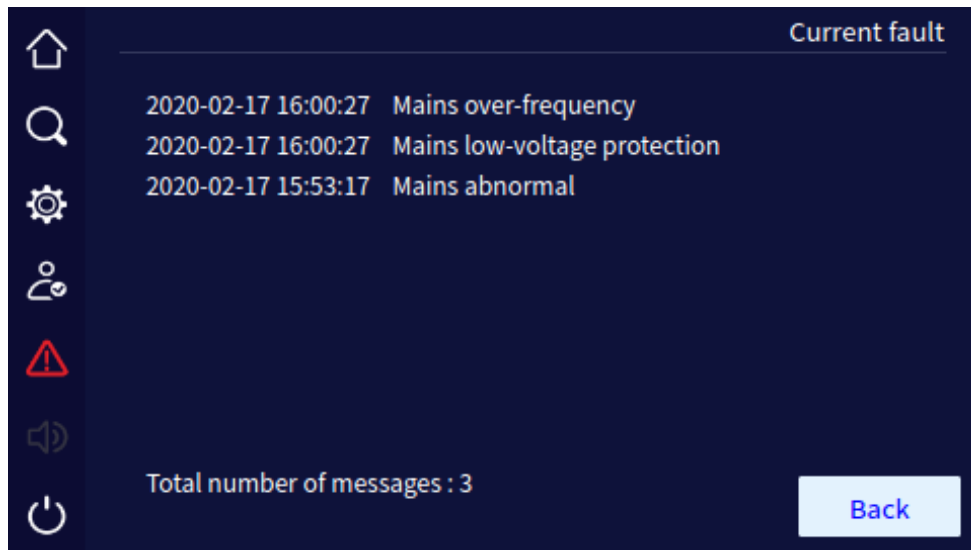 Current fault
2020-02-17 16:00:27 Mains over-frequency
2020-02-17 16:00:27 Mains low-voltage protection
2020-02-17 15:53:17 Mains abnormal
Total number of messages : 3
Back